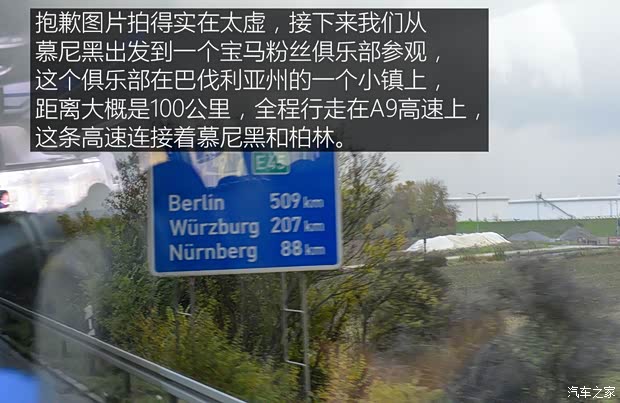 抱歉图片拍得实在太虚，接下来我们从
慕尼黑出发到一个宝马粉丝俱乐部参观，
这个俱乐部在巴伐利亚州的一个小镇上，
距离大概是100公里，全程行走在A9高速上，
这条高速连接着慕尼黑和柏林。
E45
Berlin 509 km
Würzburg 207 km
Nürnberg 88 km
汽车之家